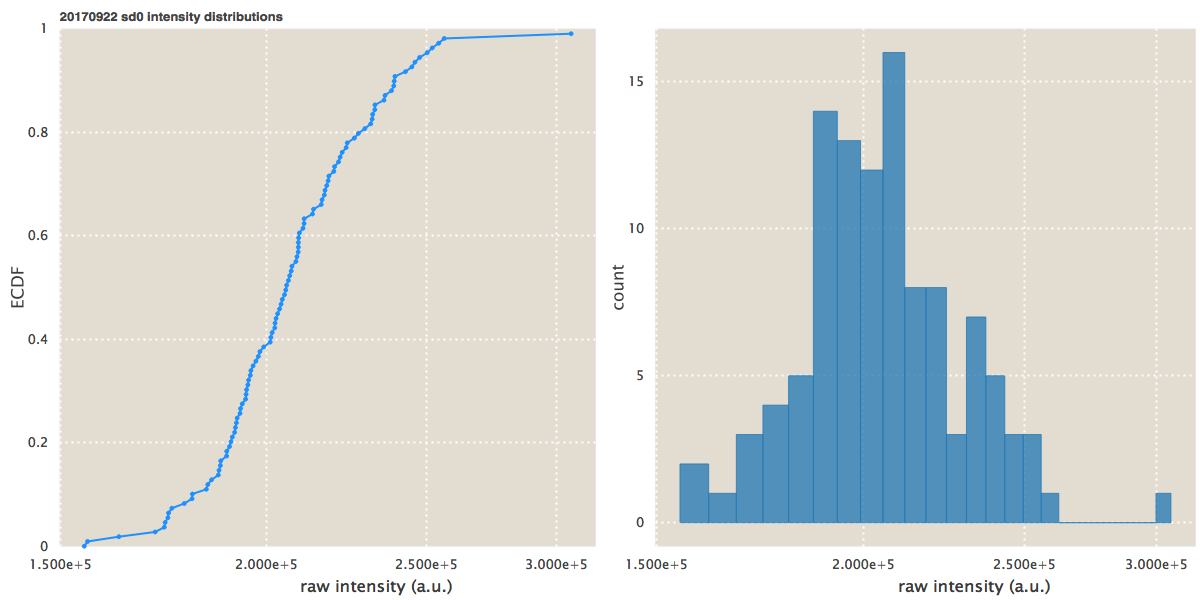 20170922 sd0 intensity distributions
1
0.8
0.6
0.4
0.2
0
ECDF
1.500e+5 2.000e+5 2.500e+5 3.000e+5
raw intensity (a.u.)
15
10
5
0
count
1.500e+5 2.000e+5 2.500e+5 3.000e+5
raw intensity (a.u.)